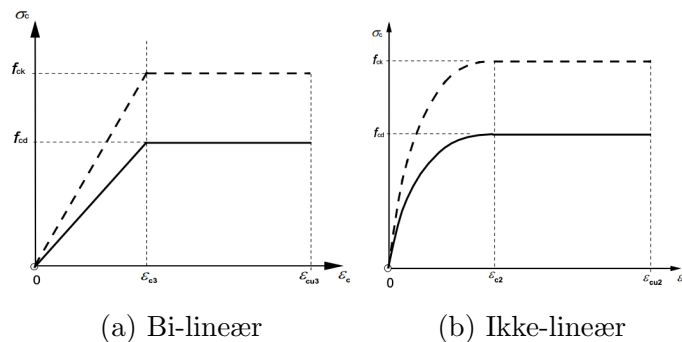 σc
fck
fcd
0
εc3
εcu3
εc
σc
fck
fcd
0
εc2
εcu2
ε
(a) Bi-lineær
(b) Ikke-lineær